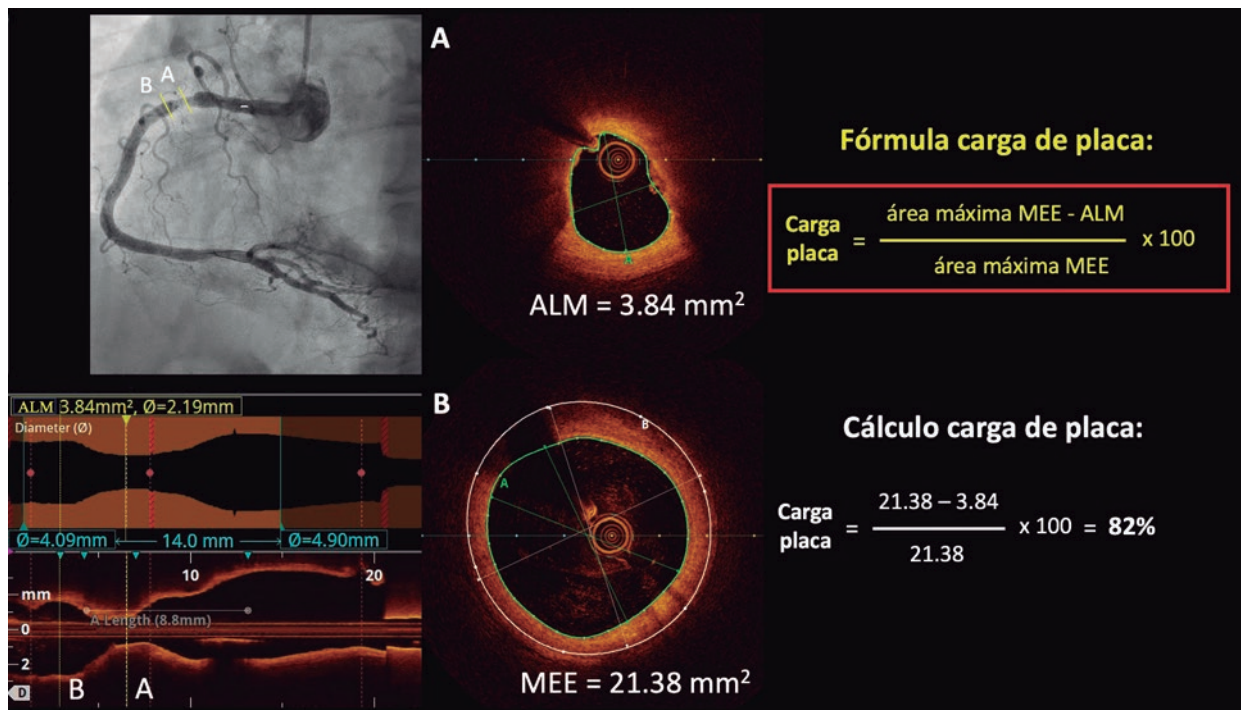 B A
A
ALM = 3.84 mm²
Fórmula carga de placa:
Carga placa = área máxima MEE - ALM / área máxima MEE x 100
ALM 3.84mm², Ø=2.19mm
Diameter (Ø)
Ø=4.09mm 14.0 mm Ø=4.90mm
10 20
mm
A Length (8.8mm)
0
2
D B A
B
B
A
MEE = 21.38 mm²
Cálculo carga de placa:
Carga placa = 21.38 – 3.84 / 21.38 x 100 = 82%